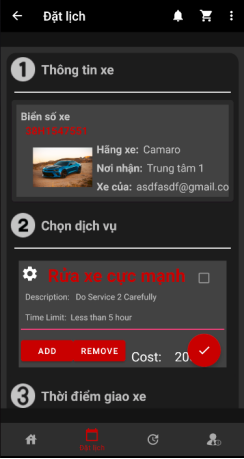 Đặt lịch
1 Thông tin xe
Biển số xe
Hãng xe: Camaro
Nơi nhận: Trung tâm 1
Xe của: asdfasdf@gmail.co
2 Chọn dịch vụ
Rửa xe cực mạnh
Description: Do Service 2 Carefully
Time Limit: Less than 5 hour
ADD REMOVE Cost: 20
3 Thời điểm giao xe
Đặt lịch